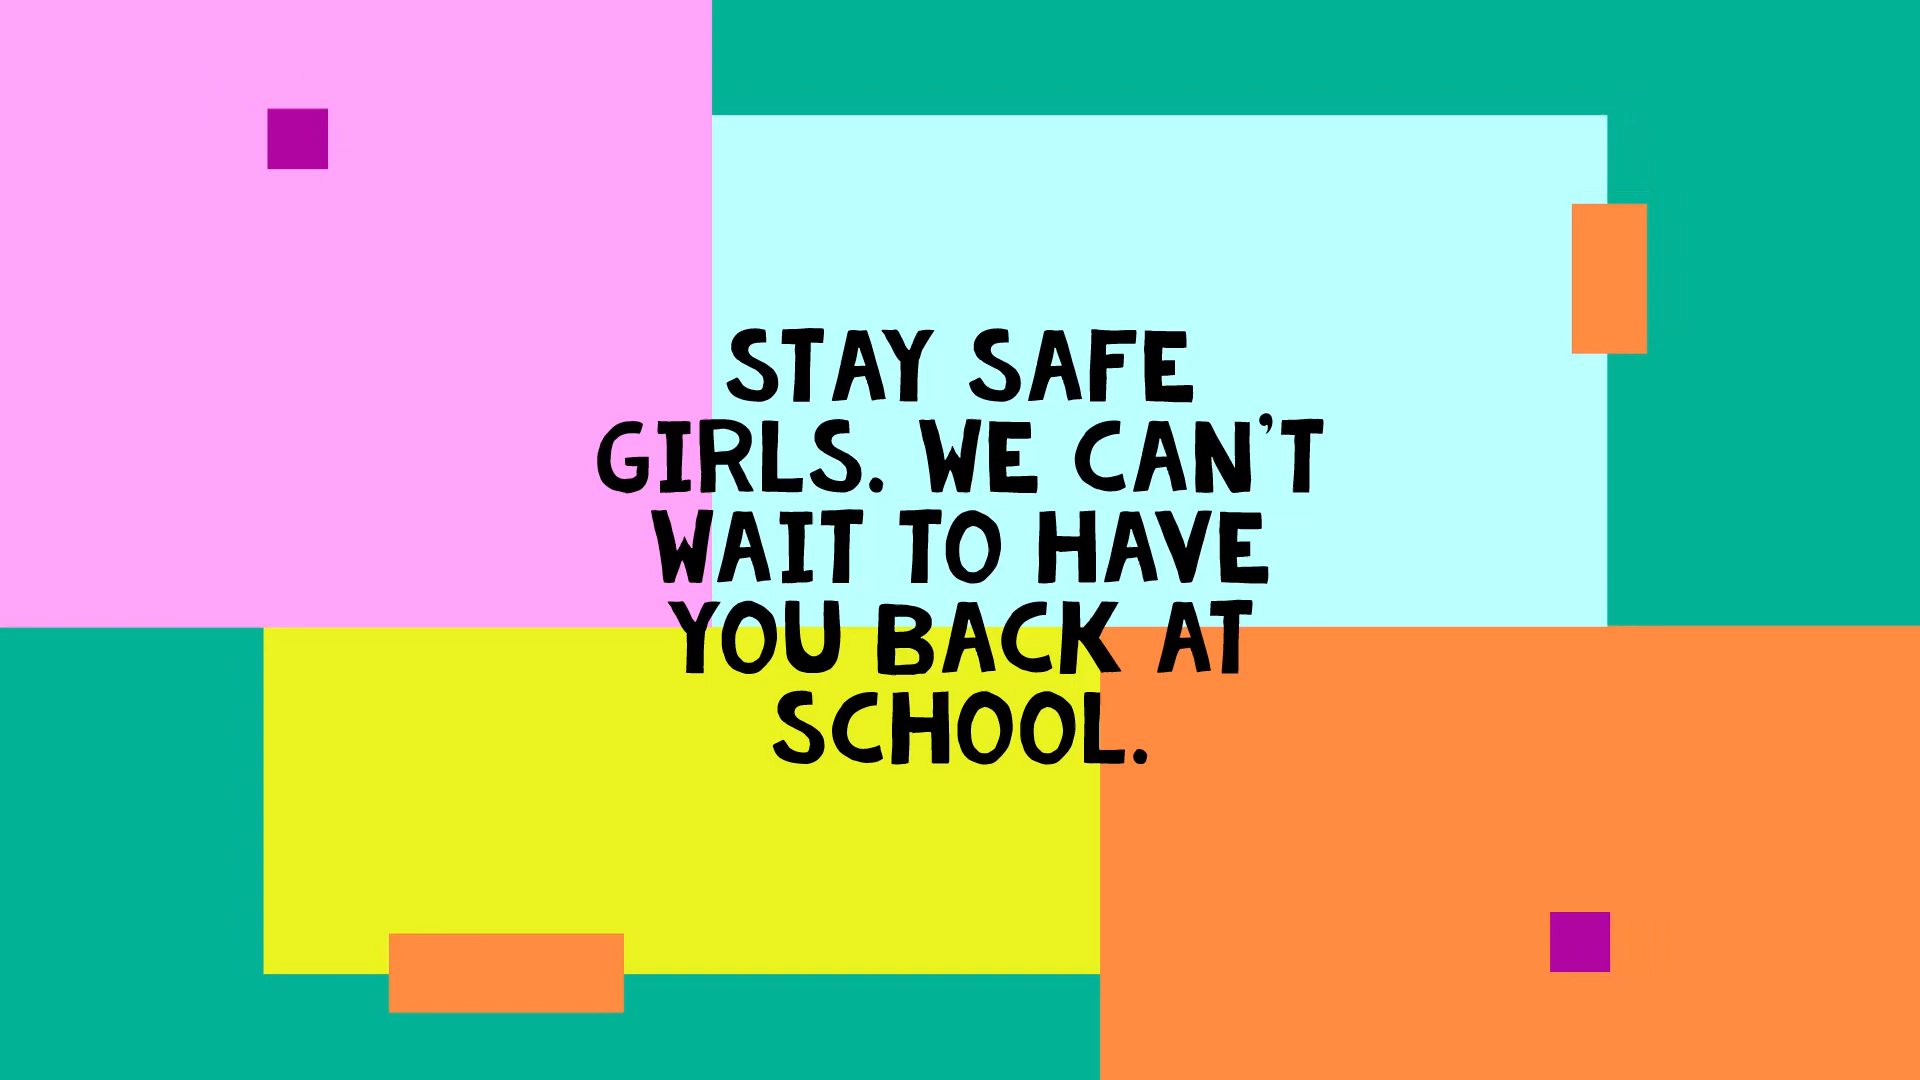 STAY SAFE
GIRLS. WE CAN'T
WAIT TO HAVE
YOU BACK AT
SCHOOL.